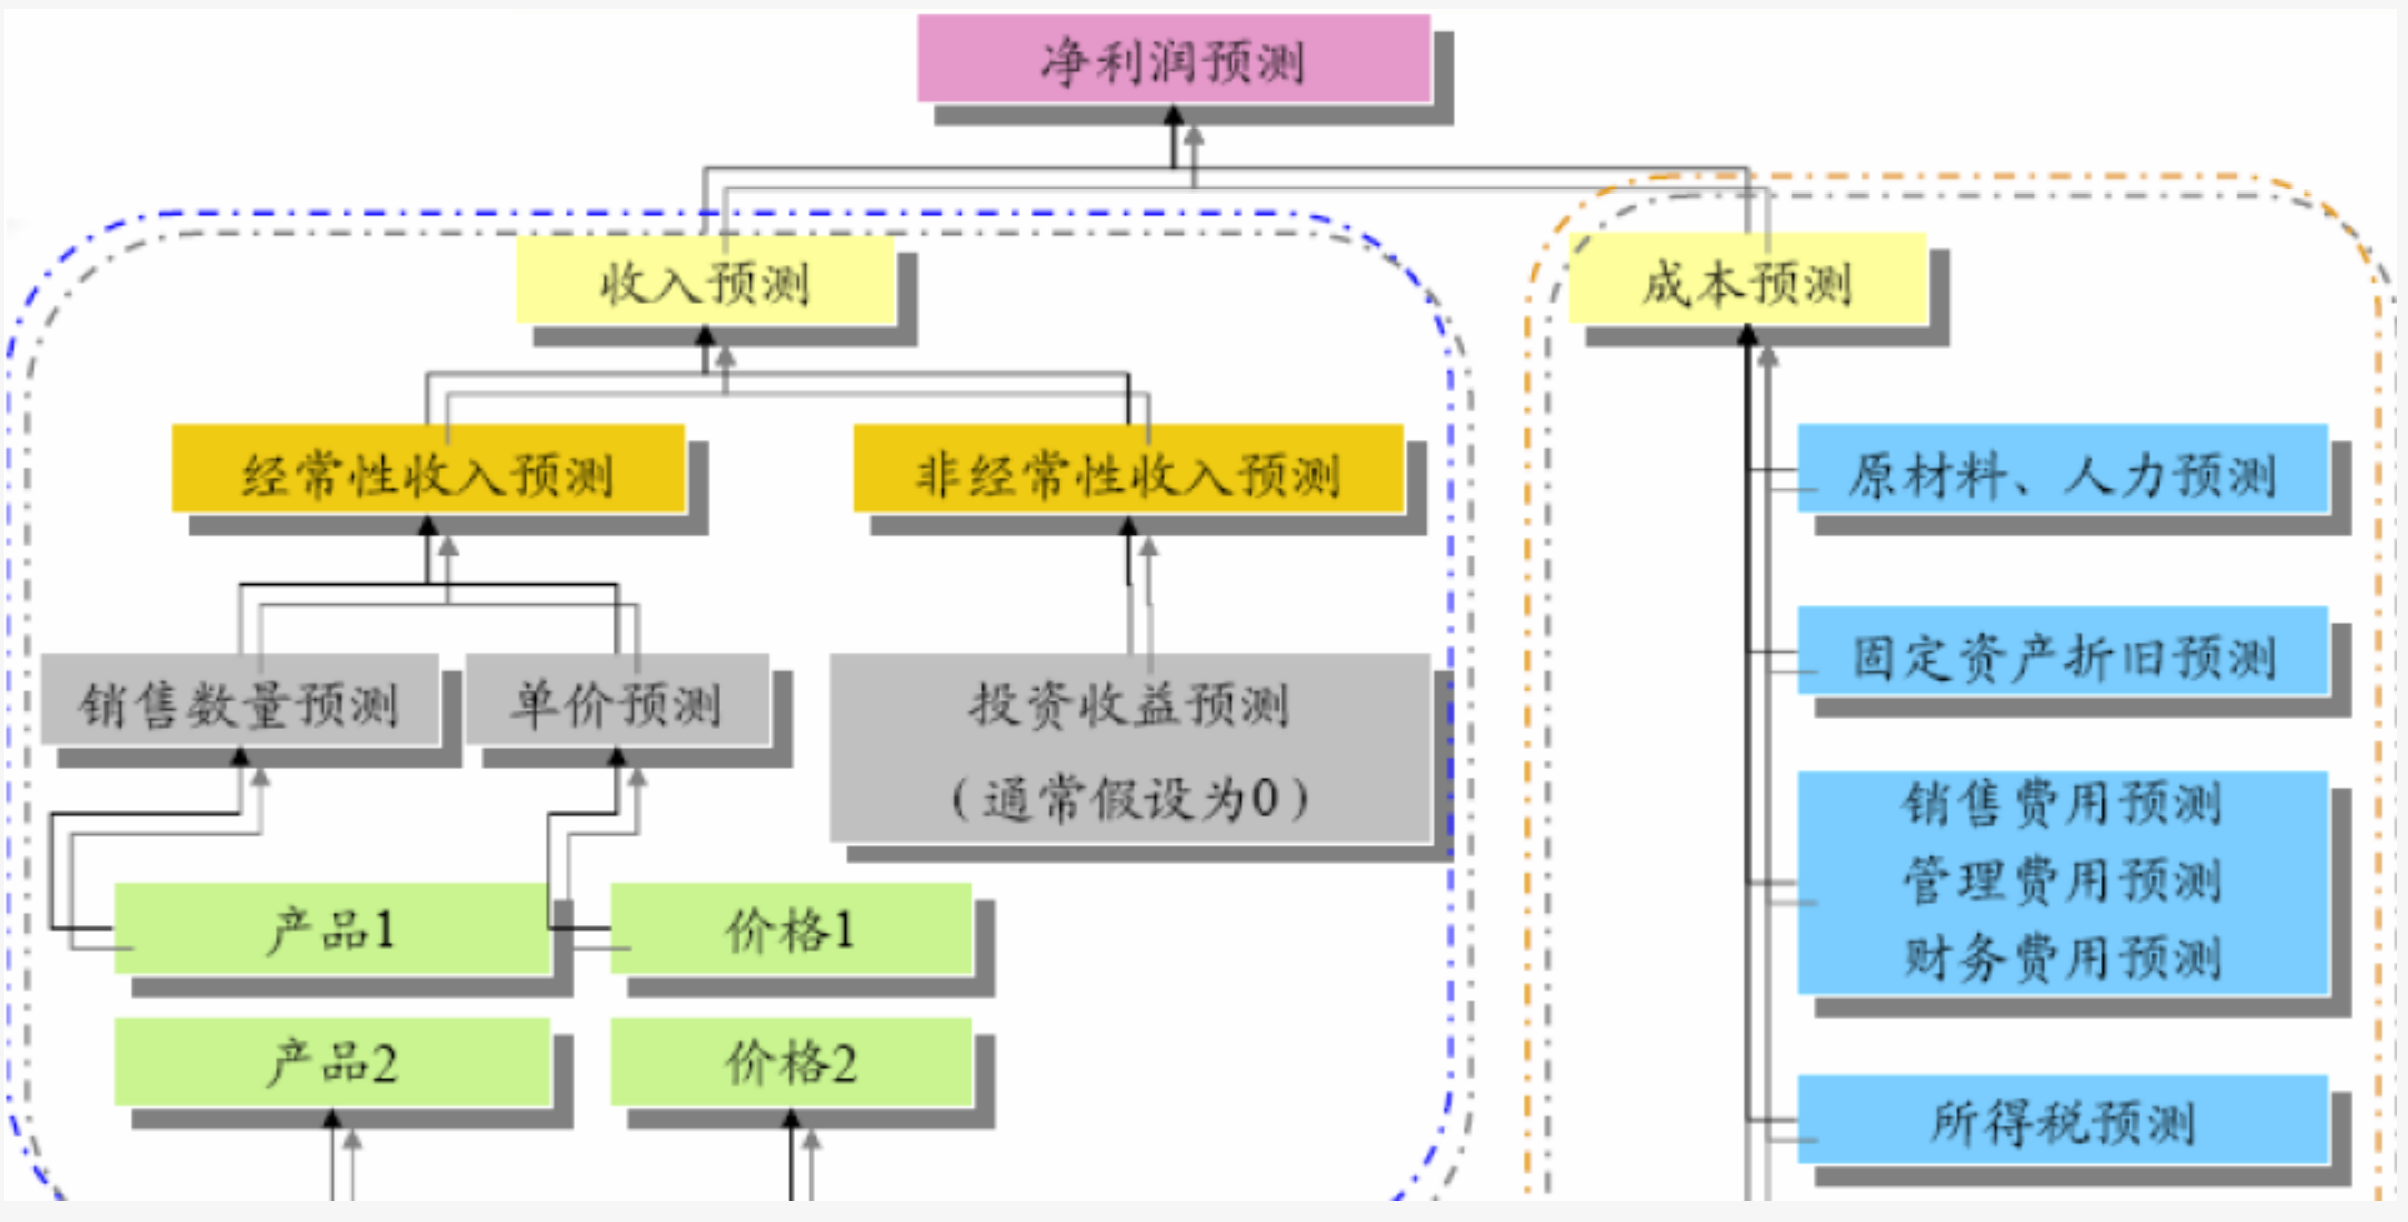 净利润预测
收入预测
成本预测
经常性收入预测
非经常性收入预测
原材料、人力预测
销售数量预测
单价预测
投资收益预测
（通常假设为0）
固定资产折旧预测
销售费用预测
管理费用预测
财务费用预测
产品1
价格1
产品2
价格2
所得税预测